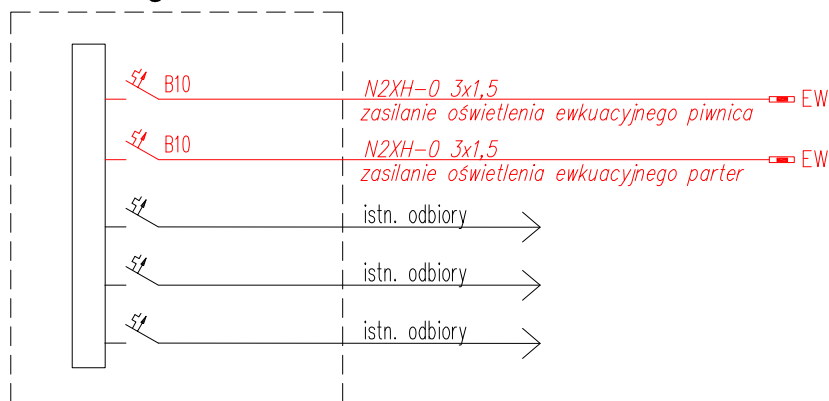 B10
N2XH-O 3x1,5
EW
zasilanie oświetlenia ewkuacyjnego piwnica
B10
N2XH-O 3x1,5
EW
zasilanie oświetlenia ewkuacyjnego parter
istn. odbiory
istn. odbiory
istn. odbiory